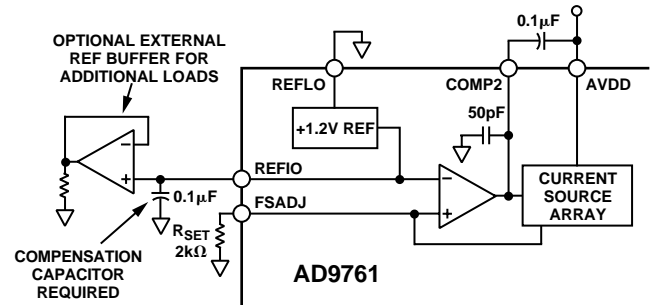 OPTIONAL EXTERNAL
REF BUFFER FOR
ADDITIONAL LOADS
0.1µF
REFLO
COMP2
AVDD
50pF
+1.2V REF
–
+
REFIO
0.1µF
–
+
FSADJ
CURRENT
SOURCE
ARRAY
RSET
2kΩ
COMPENSATION
CAPACITOR
REQUIRED
AD9761